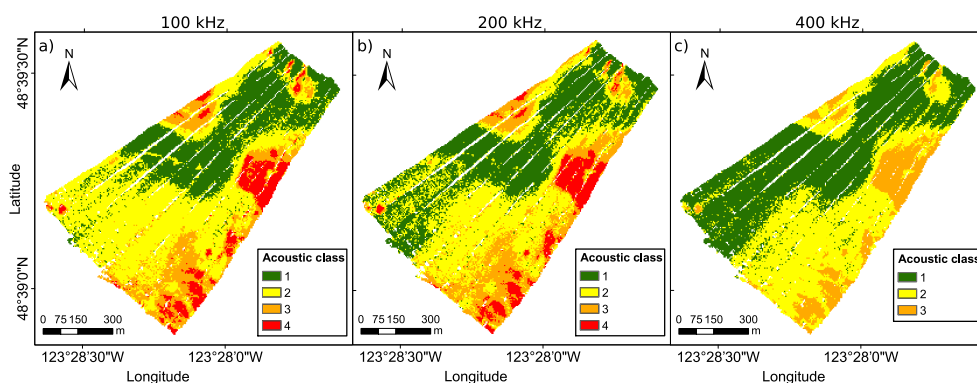 100 kHz
200 kHz
400 kHz
a)
b)
c)
N
N
N
48°39'30"N
Latitude
48°39'0"N
Acoustic class
1
2
3
4
0 75 150 300
m
Acoustic class
1
2
3
4
0 75 150 300
m
Acoustic class
1
2
3
0 75 150 300
m
123°28'30"W 123°28'0"W
123°28'30"W 123°28'0"W
123°28'30"W 123°28'0"W
Longitude
Longitude
Longitude